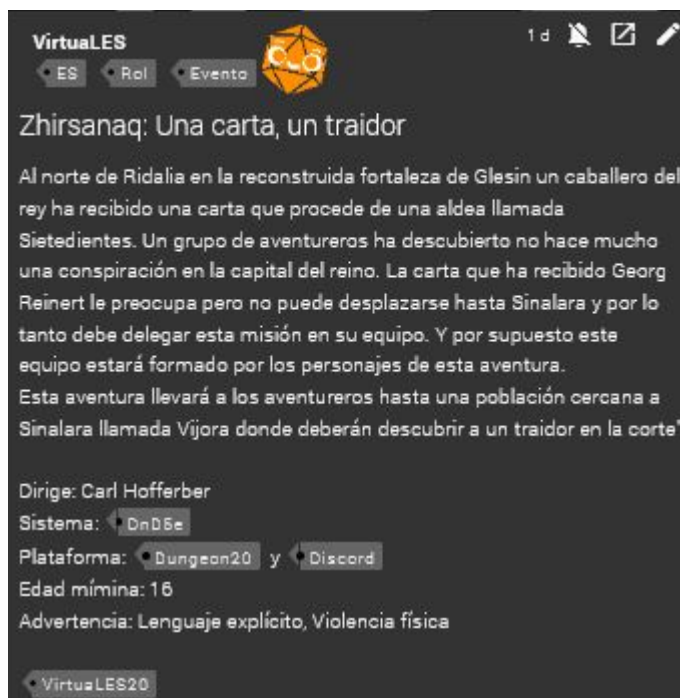 VirtuaLES
1 d
ES Rol Evento
Zhirsanaq: Una carta, un traidor
Al norte de Ridalia en la reconstruida fortaleza de Glesin un caballero del
rey ha recibido una carta que procede de una aldea llamada
Sietedientes. Un grupo de aventureros ha descubierto no hace mucho
una conspiración en la capital del reino. La carta que ha recibido Georg
Reinert le preocupa pero no puede desplazarse hasta Sinalara y por lo
tanto debe delegar esta misión en su equipo. Y por supuesto este
equipo estará formado por los personajes de esta aventura.
Esta aventura llevará a los aventureros hasta una población cercana a
Sinalara llamada Vijora donde deberán descubrir a un traidor en la corte"
Dirige: Carl Hofferber
Sistema: DnD5e
Plataforma: Dungeon20 y Discord
Edad mímina: 16
Advertencia: Lenguaje explícito, Violencia física
VirtuaLES20